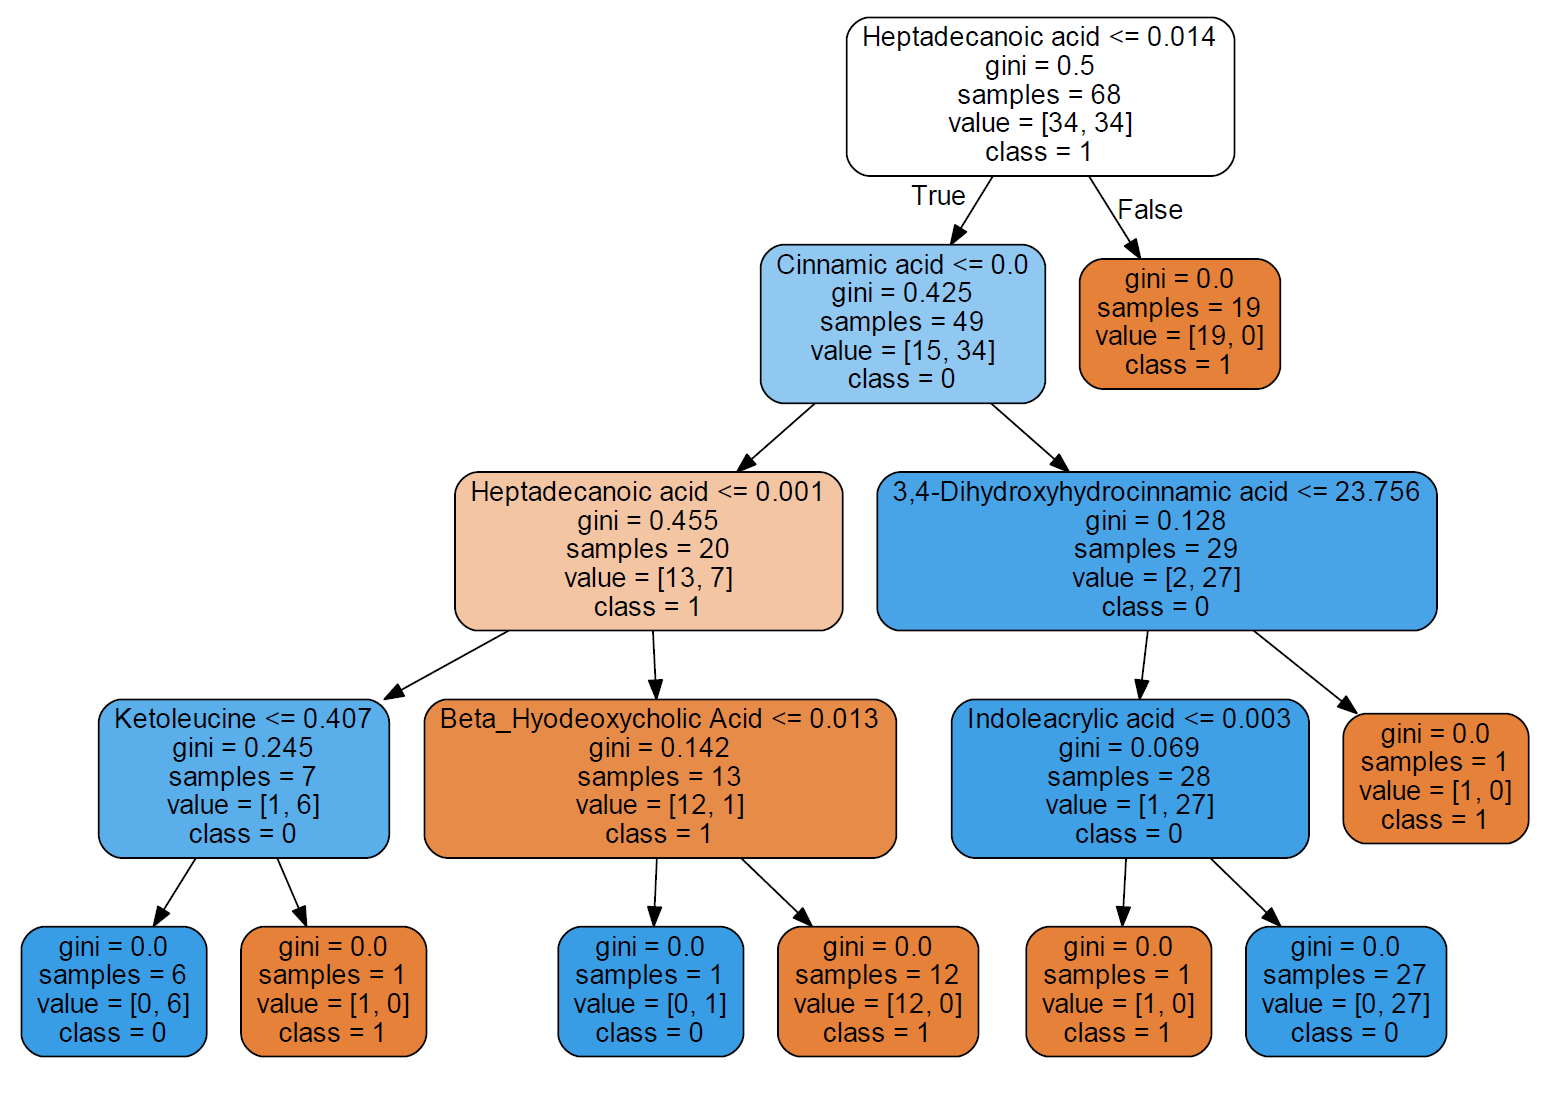 Heptadecanoic acid <= 0.014
gini = 0.5
samples = 68
value = [34, 34]
class = 1
True
False
Cinnamic acid <= 0.0
gini = 0.425
samples = 49
value = [15, 34]
class = 0
gini = 0.0
samples = 19
value = [19, 0]
class = 1
Heptadecanoic acid <= 0.001
gini = 0.455
samples = 20
value = [13, 7]
class = 1
3,4-Dihydroxyhydrocinnamic acid <= 23.756
gini = 0.128
samples = 29
value = [2, 27]
class = 0
Ketoleucine <= 0.407
gini = 0.245
samples = 7
value = [1, 6]
class = 0
Beta_Hyodeoxycholic Acid <= 0.013
gini = 0.142
samples = 13
value = [12, 1]
class = 1
Indoleacrylic acid <= 0.003
gini = 0.069
samples = 28
value = [1, 27]
class = 0
gini = 0.0
samples = 1
value = [1, 0]
class = 1
gini = 0.0
samples = 6
value = [0, 6]
class = 0
gini = 0.0
samples = 1
value = [1, 0]
class = 1
gini = 0.0
samples = 1
value = [0, 1]
class = 0
gini = 0.0
samples = 12
value = [12, 0]
class = 1
gini = 0.0
samples = 1
value = [1, 0]
class = 1
gini = 0.0
samples = 27
value = [0, 27]
class = 0